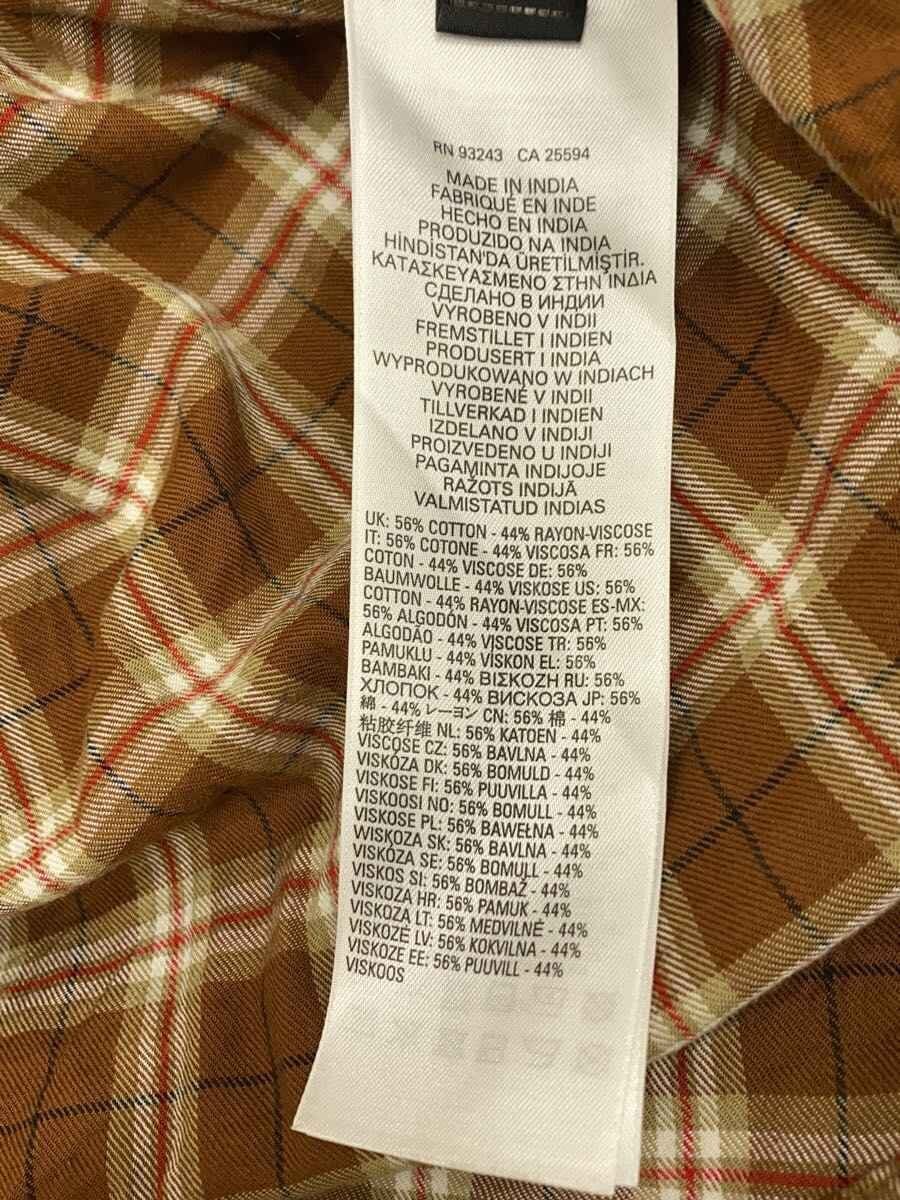 RN 93243 CA 25594
MADE IN INDIA
FABRIQUÉ EN INDE
HECHO EN INDIA
PRODUZIDO NA INDIA
HİNDİSTAN'DA ÜRETİLMİŞTİR.
ΚΑΤΑΣΚΕΥΑΣΜΕΝΟ ΣΤΗΝ ΙΝΔΙΑ
СДЕЛАНО В ИНДИИ
VYROBENO V INDII
FREMSTILLET I INDIEN
PRODUSERT I INDIA
WYPRODUKOWANO W INDIACH
VYROBENÉ V INDII
TILLVERKAD I INDIEN
IZDELANO V INDIJI
PROIZVEDENO U INDIJI
PAGAMINTA INDIJOJE
RAŽOTS INDIJĀ
VALMISTATUD INDIAS
UK: 56% COTTON - 44% RAYON-VISCOSE
IT: 56% COTONE - 44% VISCOSA FR: 56%
COTON - 44% VISCOSE DE: 56%
BAUMWOLLE - 44% VISKOSE US: 56%
COTTON - 44% RAYON-VISCOSE ES-MX:
56% ALGODÓN - 44% VISCOSA PT: 56%
ALGODÃO - 44% VISCOSE TR: 56%
PAMUKLU - 44% VİSKON EL: 56%
ΒΑΜΒΑΚΙ - 44% ΒΙΣΚΟΖΗ RU: 56%
ХЛОПОК - 44% ВИСКОЗА JP: 56%
綿 - 44% レーヨン CN: 56% 棉 - 44%
粘胶纤维 NL: 56% KATOEN - 44%
VISCOSE CZ: 56% BAVLNA - 44%
VISKÓZA DK: 56% BOMULD - 44%
VISKOSE FI: 56% PUUVILLA - 44%
VISKOOSI NO: 56% BOMULL - 44%
VISKOSE PL: 56% BAWEŁNA - 44%
WISKOZA SK: 56% BAVLNA - 44%
VISKÓZA SE: 56% BOMULL - 44%
VISKOS SI: 56% BOMBAŽ - 44%
VISKOZA HR: 56% PAMUK - 44%
VISKOZA LT: 56% MEDVILNĖ - 44%
VISKOZĖ LV: 56% KOKVILNA - 44%
VISKOZE EE: 56% PUUVILL - 44%
VISKOOS